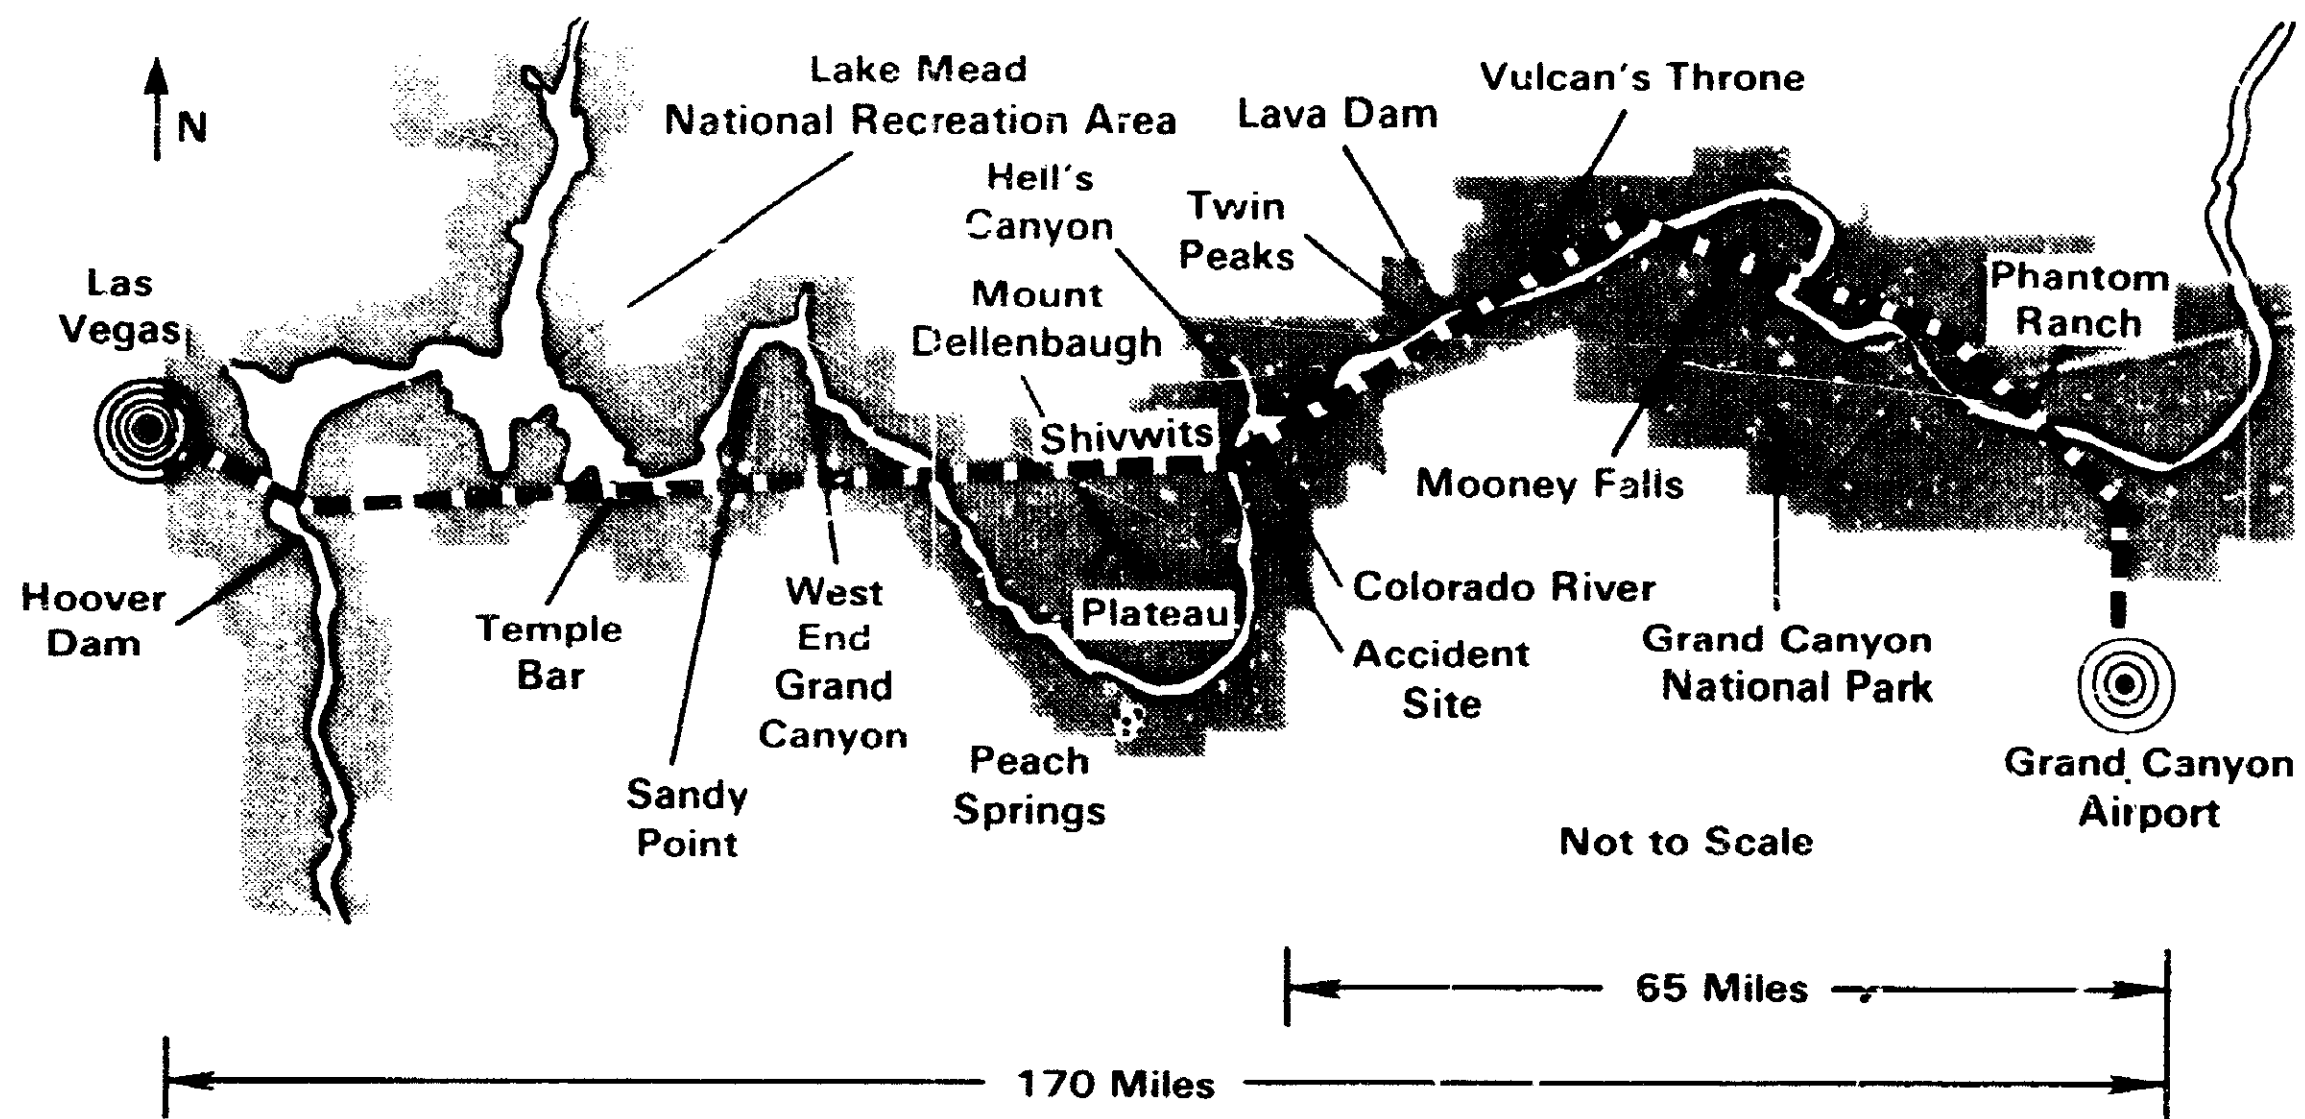 N
Lake Mead
National Recreation Area
Hell's
Canyon
Lava Dam
Vulcan's Throne
Twin
Peaks
Las
Vegas
Mount
Dellenbaugh
Phantom
Ranch
Shivwits
Mooney Falls
Hoover
Dam
Temple
Bar
West
End
Grand
Canyon
Plateau
Colorado River
Accident
Site
Grand Canyon
National Park
Sandy
Point
Peach
Springs
Grand Canyon
Airport
Not to Scale
65 Miles
170 Miles